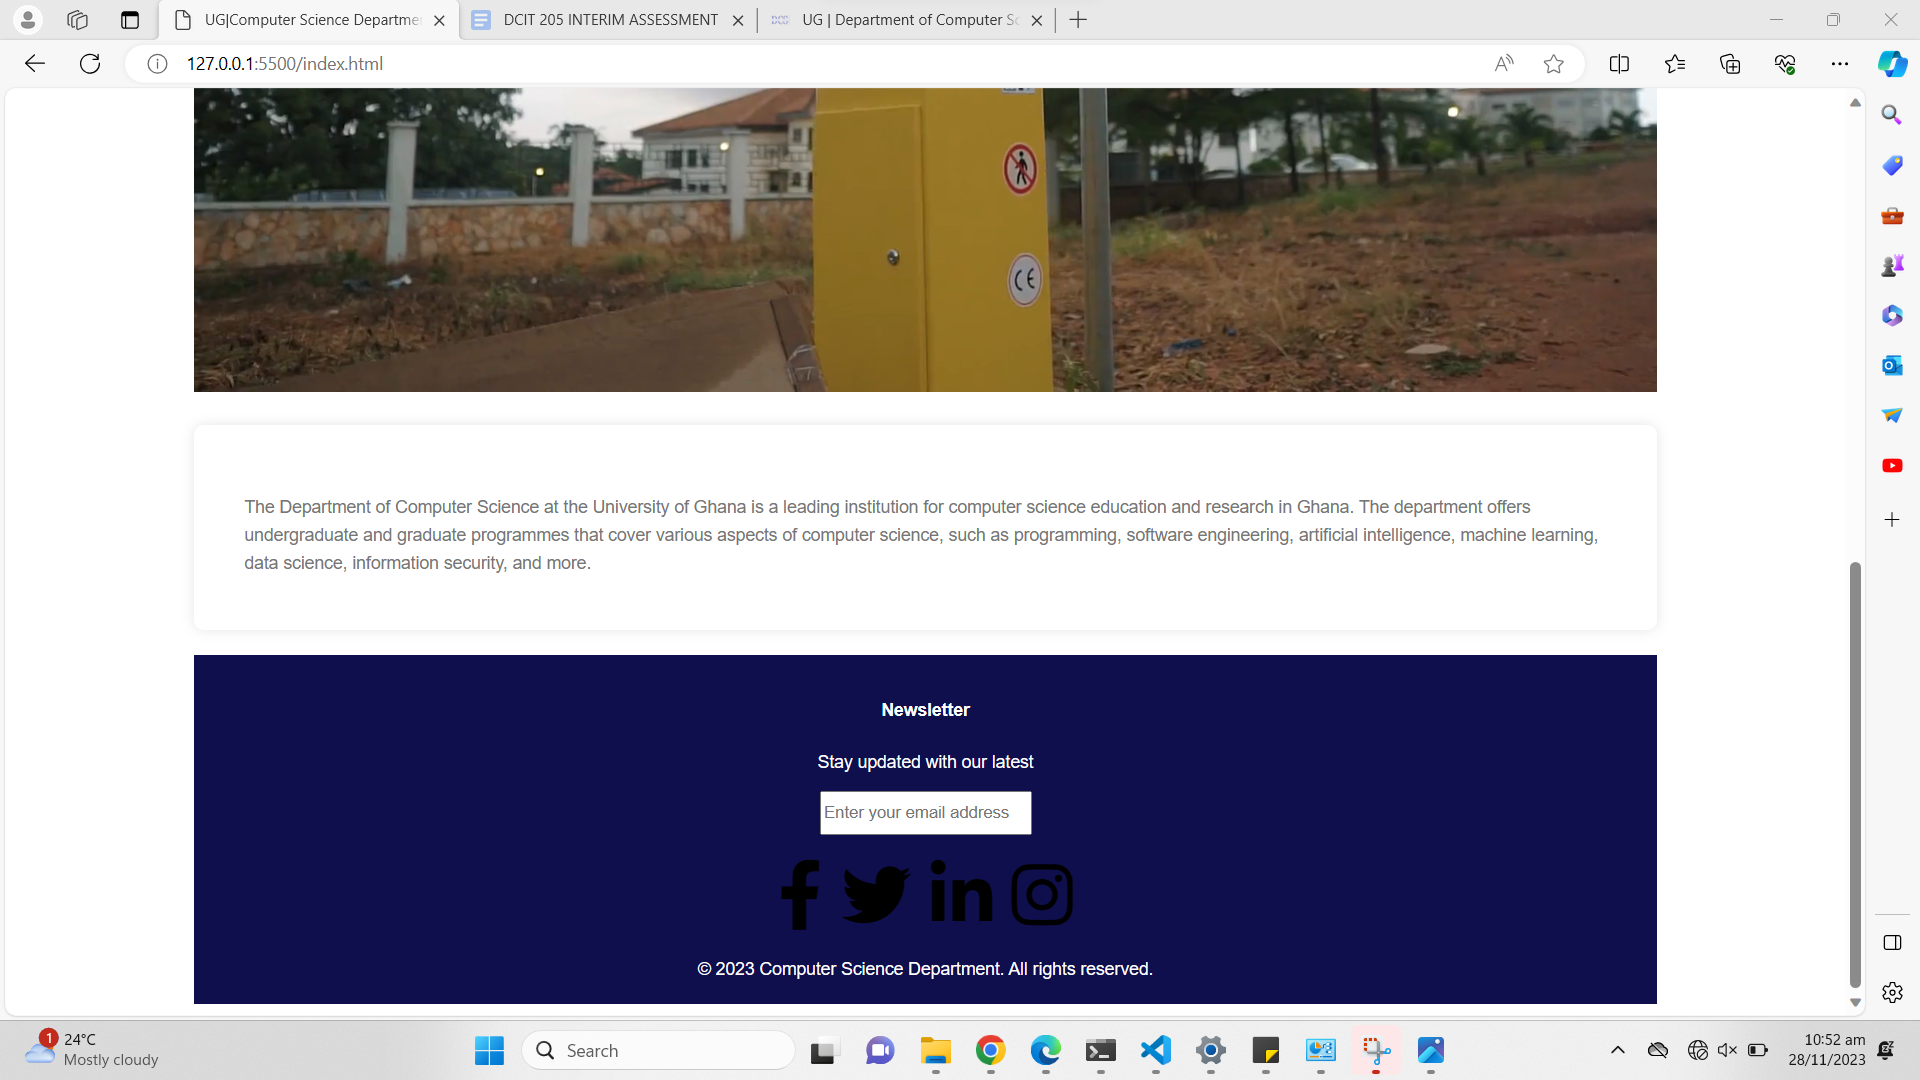 UG|Computer Science Departme
DCIT 205 INTERIM ASSESSMENT
DCS
UG | Department of Computer Sc
127.0.0.1:5500/index.html
CE
The Department of Computer Science at the University of Ghana is a leading institution for computer science education and research in Ghana. The department offers
undergraduate and graduate programmes that cover various aspects of computer science, such as programming, software engineering, artificial intelligence, machine learning,
data science, information security, and more.
Newsletter
Stay updated with our latest
Enter your email address
© 2023 Computer Science Department. All rights reserved.
1
24°C
Mostly cloudy
Search
10:52 am
28/11/2023